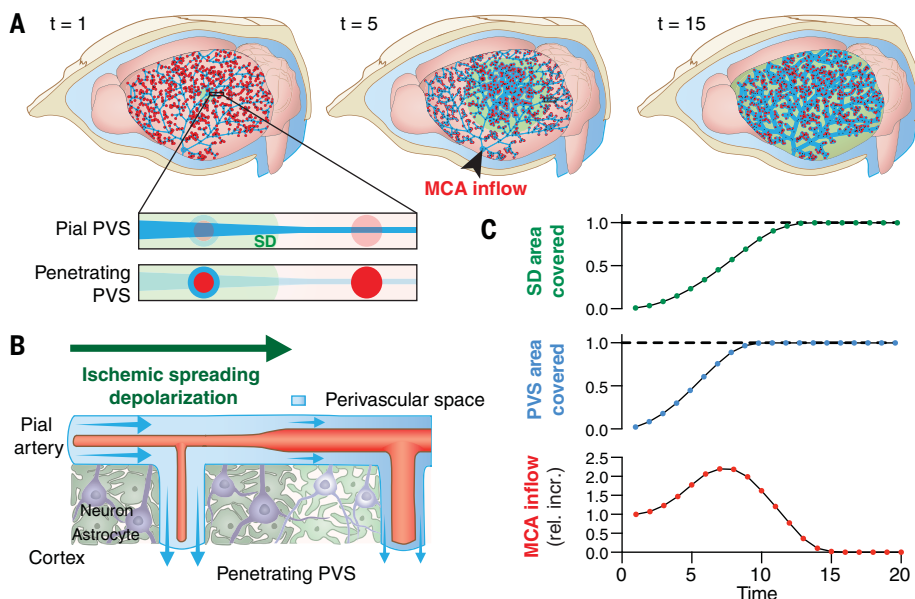 A
t = 1
t = 5
t = 15
MCA inflow
Pial PVS
SD
Penetrating
PVS
B
Ischemic spreading
depolarization
Perivascular space
Pial
artery
Neuron
Astrocyte
Cortex
Penetrating PVS
C
SD area
covered
1.0
0.5
0.0
PVS area
covered
1.0
0.5
0.0
MCA inflow
(rel. incr.)
2.5
2.0
1.5
1.0
0.5
0.0
0
5
10
15
20
Time